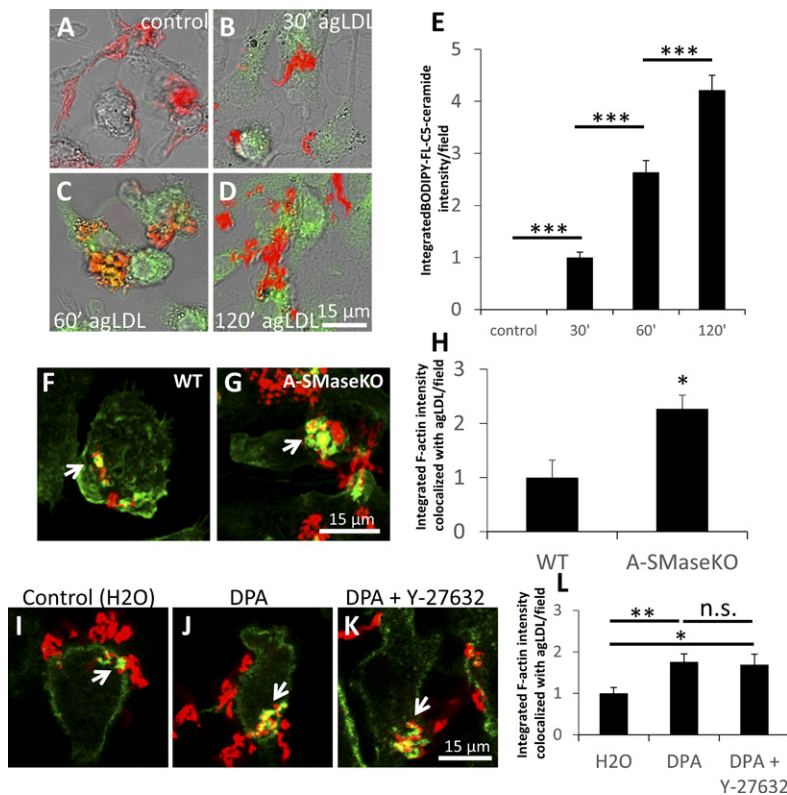 A
control
B
30’ agLDL
C
60’ agLDL
D
120’ agLDL
15 µm
E
IntegratedBODIPY-FL-C5-ceramide
intensity/field
5
4
3
2
1
0
***
***
***
control
30'
60'
120'
F
WT
G
A-SMaseKO
15 µm
H
Integrated F-actin intensity
colocalized with agLDL/field
3
2
1
0
*
WT
A-SMaseKO
Control (H2O)
I
DPA
J
DPA + Y-27632
K
15 µm
L
Integrated F-actin intensity
colocalized with agLDL/field
3
2
1
0
**
n.s.
*
H2O
DPA
DPA +
Y-27632